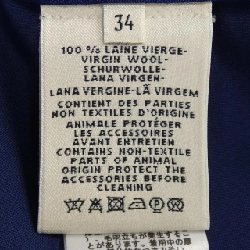 34
100 % LAINE VIERGE-
VIRGIN WOOL-
SCHURWOLLE-
LANA VIRGEN-
LANA VERGINE-LÃ VIRGEM
CONTIENT DES PARTIES
NON TEXTILES D'ORIGINE
ANIMALE PROTÉGER
LES ACCESSOIRES
AVANT ENTRETIEN
CONTAINS NON-TEXTILE
PARTS OF ANIMAL
ORIGIN PROTECT THE
ACCESSORIES BEFORE
CLEANING